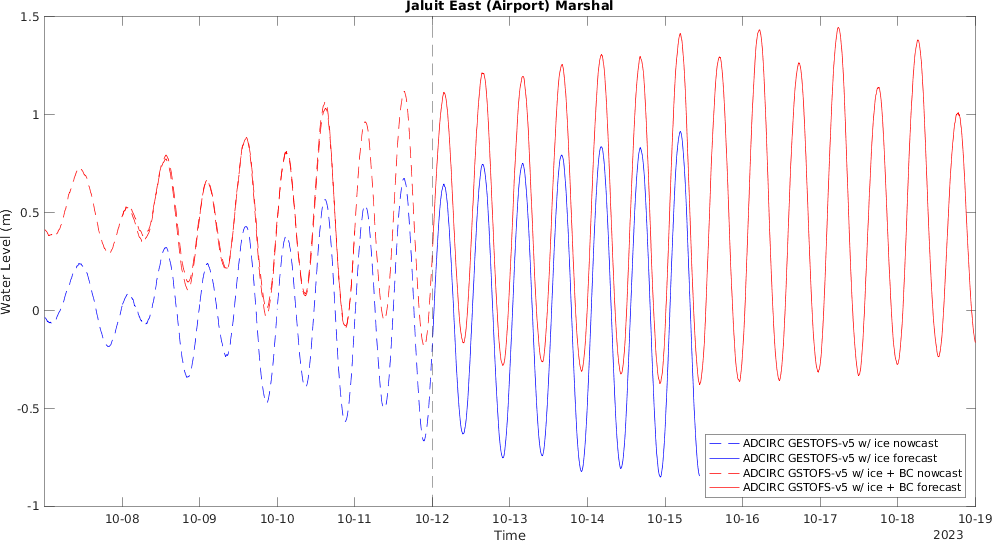 Jaluit East (Airport) Marshal
1.5
1
0.5
0
-0.5
-1
Water Level (m)
ADCIRC GESTOFS-v5 w/ ice nowcast
ADCIRC GESTOFS-v5 w/ ice forecast
ADCIRC GSTOFS-v5 w/ ice + BC nowcast
ADCIRC GSTOFS-v5 w/ ice + BC forecast
10-08 10-09 10-10 10-11 10-12 10-13 10-14 10-15 10-16 10-17 10-18 10-19
Time
2023